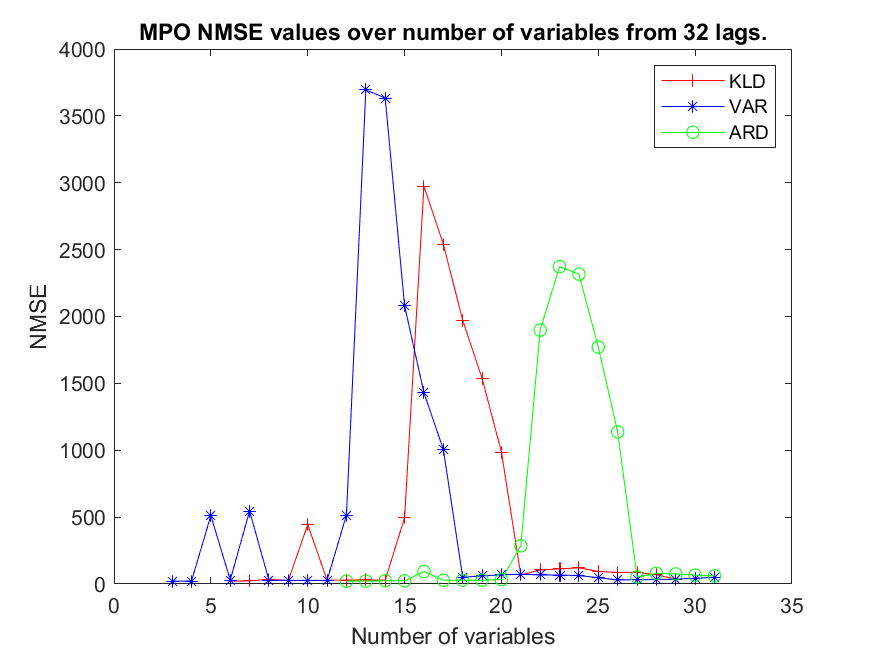 MPO NMSE values over number of variables from 32 lags.
KLD
VAR
ARD
NMSE
4000
3500
3000
2500
2000
1500
1000
500
0
0 5 10 15 20 25 30 35
Number of variables